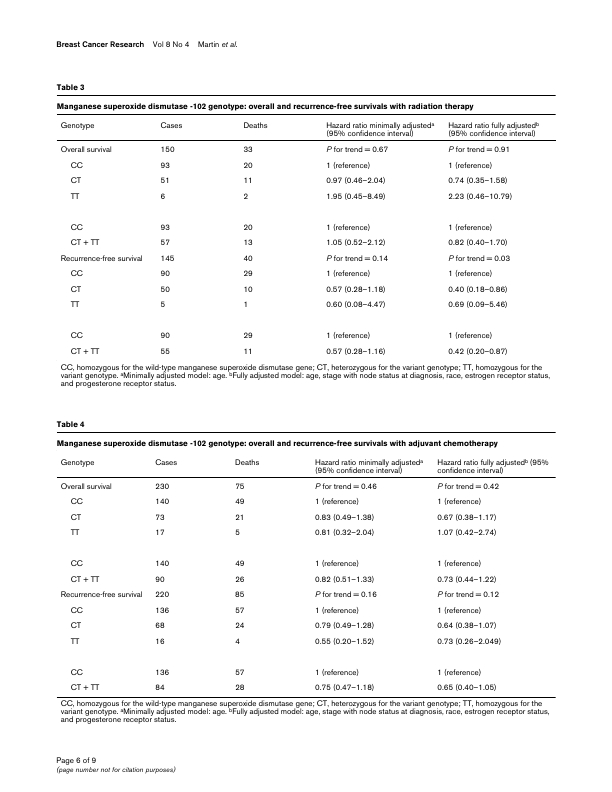 Breast Cancer Research Vol 8 No 4 Martin et al.
Table 3
Manganese superoxide dismutase -102 genotype: overall and recurrence-free survivals with radiation therapy
Genotype Cases Deaths Hazard ratio minimally adjustedᵃ (95% confidence interval) Hazard ratio fully adjustedᵇ (95% confidence interval)
Overall survival 150 33 P for trend = 0.67 P for trend = 0.91
CC 93 20 1 (reference) 1 (reference)
CT 51 11 0.97 (0.46–2.04) 0.74 (0.35–1.58)
TT 6 2 1.95 (0.45–8.49) 2.23 (0.46–10.79)
CC 93 20 1 (reference) 1 (reference)
CT + TT 57 13 1.05 (0.52–2.12) 0.82 (0.40–1.70)
Recurrence-free survival 145 40 P for trend = 0.14 P for trend = 0.03
CC 90 29 1 (reference) 1 (reference)
CT 50 10 0.57 (0.28–1.18) 0.40 (0.18–0.86)
TT 5 1 0.60 (0.08–4.47) 0.69 (0.09–5.46)
CC 90 29 1 (reference) 1 (reference)
CT + TT 55 11 0.57 (0.28–1.16) 0.42 (0.20–0.87)
CC, homozygous for the wild-type manganese superoxide dismutase gene; CT, heterozygous for the variant genotype; TT, homozygous for the
variant genotype. ᵃMinimally adjusted model: age. ᵇFully adjusted model: age, stage with node status at diagnosis, race, estrogen receptor status,
and progesterone receptor status.
Table 4
Manganese superoxide dismutase -102 genotype: overall and recurrence-free survivals with adjuvant chemotherapy
Genotype Cases Deaths Hazard ratio minimally adjustedᵃ (95% confidence interval) Hazard ratio fully adjustedᵇ (95% confidence interval)
Overall survival 230 75 P for trend = 0.46 P for trend = 0.42
CC 140 49 1 (reference) 1 (reference)
CT 73 21 0.83 (0.49–1.38) 0.67 (0.38–1.17)
TT 17 5 0.81 (0.32–2.04) 1.07 (0.42–2.74)
CC 140 49 1 (reference) 1 (reference)
CT + TT 90 26 0.82 (0.51–1.33) 0.73 (0.44–1.22)
Recurrence-free survival 220 85 P for trend = 0.16 P for trend = 0.12
CC 136 57 1 (reference) 1 (reference)
CT 68 24 0.79 (0.49–1.28) 0.64 (0.38–1.07)
TT 16 4 0.55 (0.20–1.52) 0.73 (0.26–2.049)
CC 136 57 1 (reference) 1 (reference)
CT + TT 84 28 0.75 (0.47–1.18) 0.65 (0.40–1.05)
CC, homozygous for the wild-type manganese superoxide dismutase gene; CT, heterozygous for the variant genotype; TT, homozygous for the
variant genotype. ᵃMinimally adjusted model: age. ᵇFully adjusted model: age, stage with node status at diagnosis, race, estrogen receptor status,
and progesterone receptor status.
Page 6 of 9
(page number not for citation purposes)